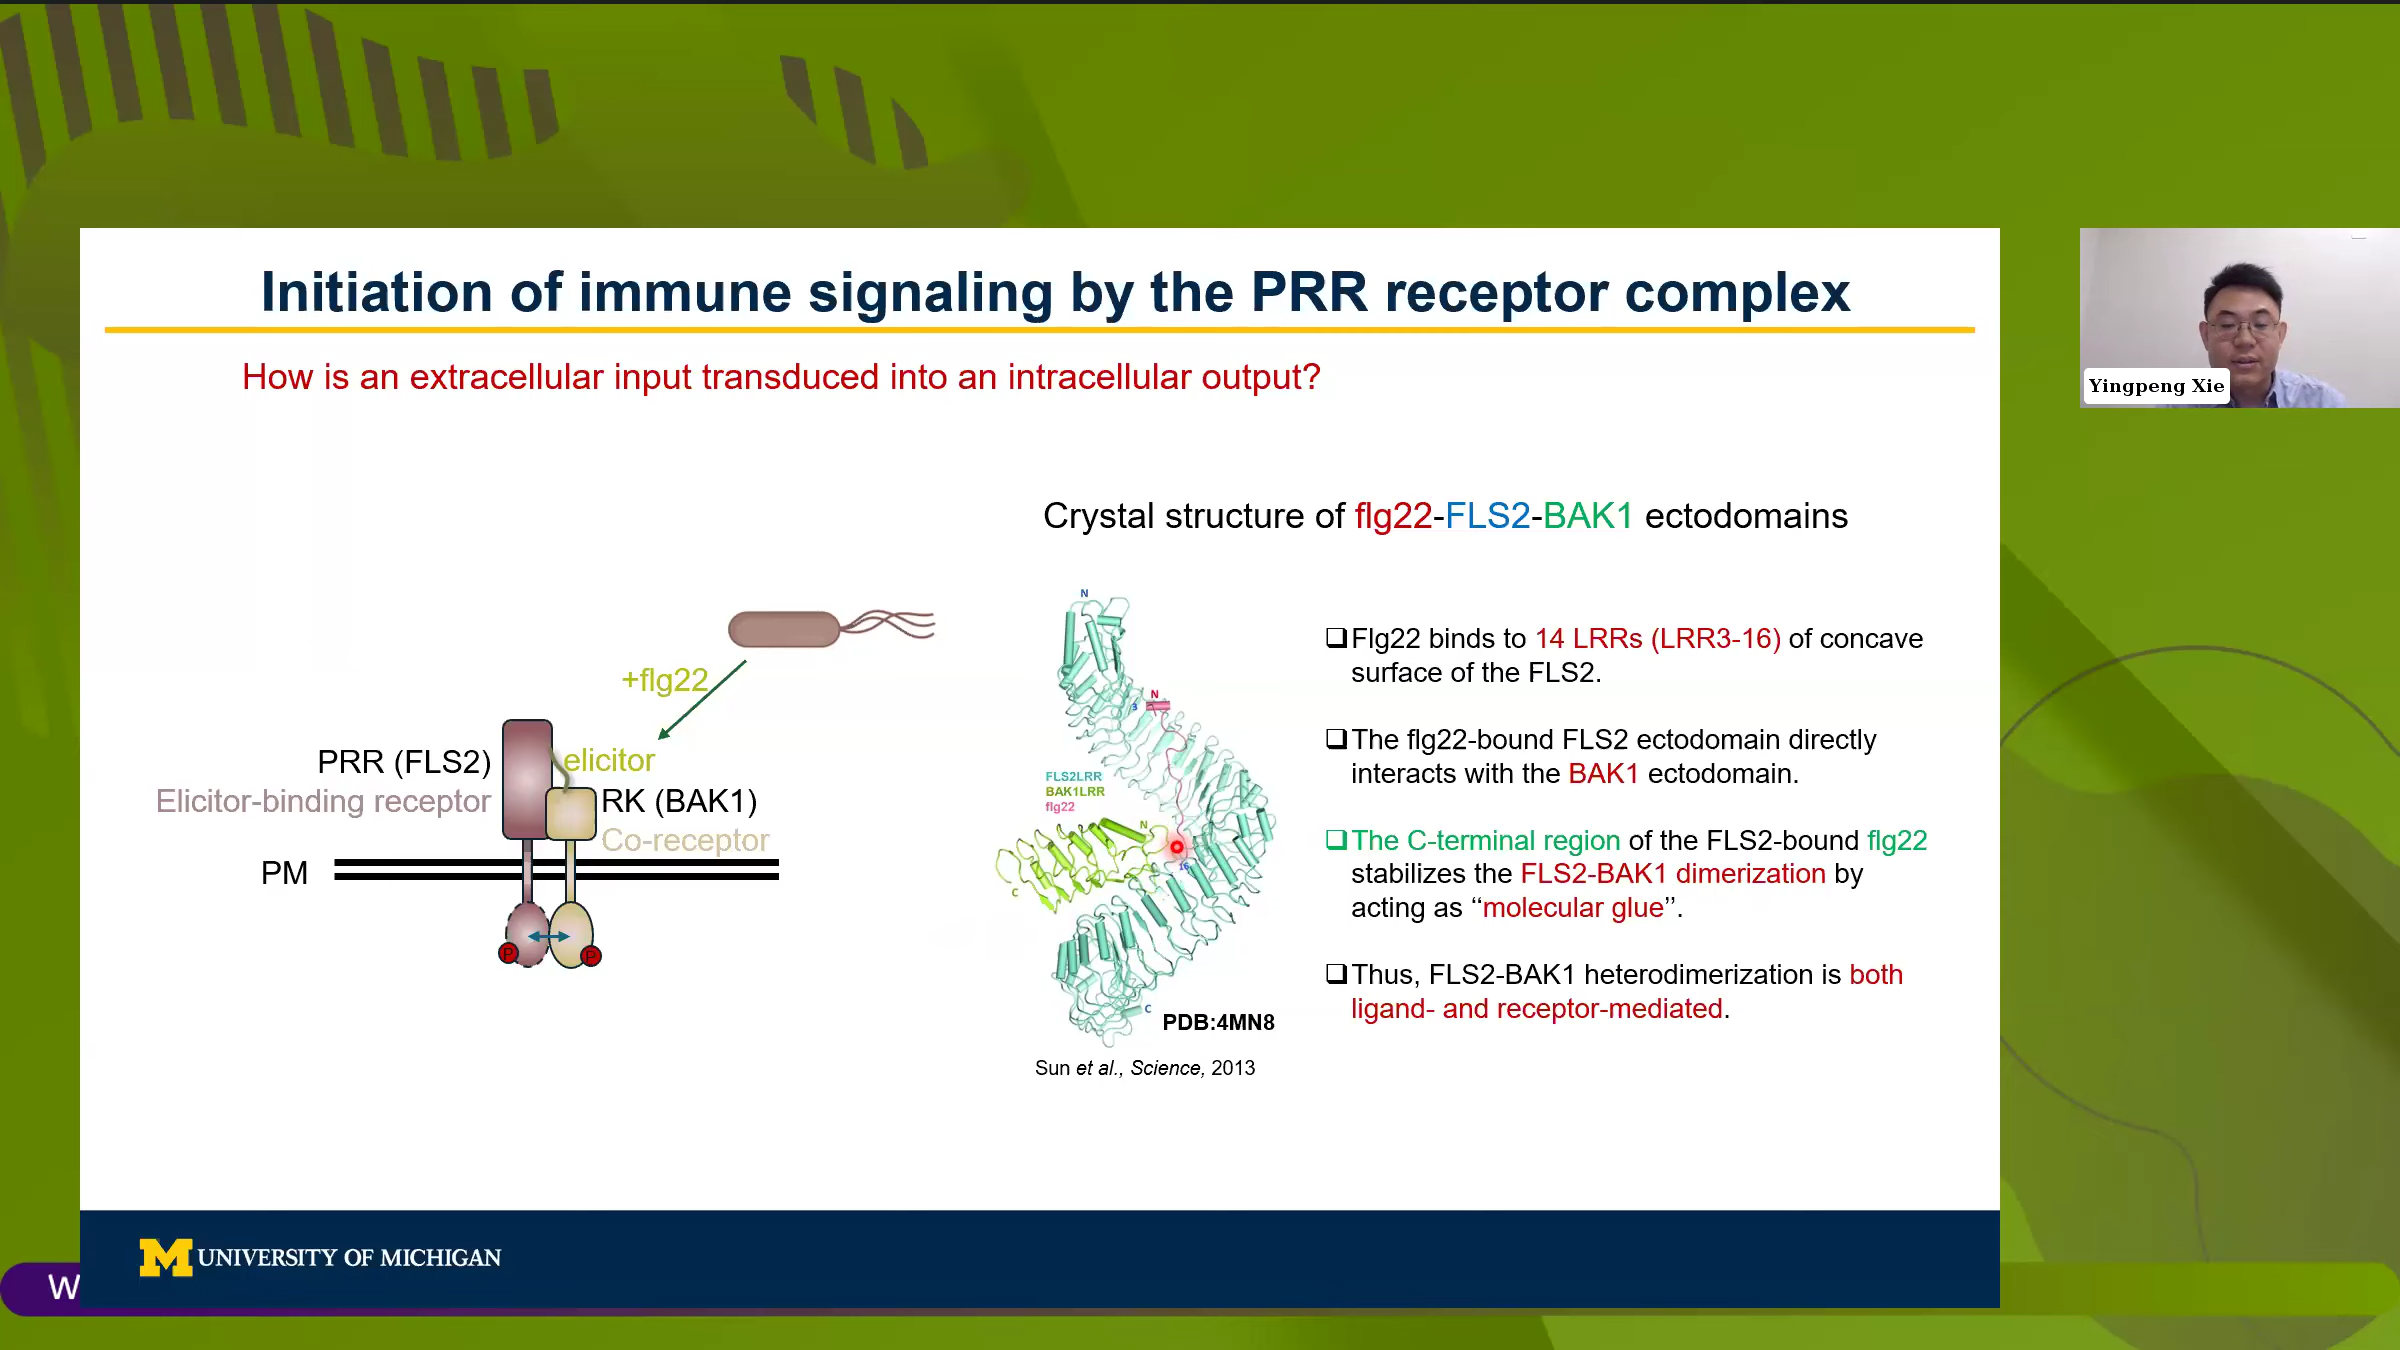 Initiation of immune signaling by the PRR receptor complex
How is an extracellular input transduced into an intracellular output?
Yingpeng Xie
Crystal structure of flg22-FLS2-BAK1 ectodomains
+flg22
PRR (FLS2)
elicitor
Elicitor-binding receptor
RK (BAK1)
Co-receptor
PM
P
P
N
N
3
FLS2LRR
BAK1LRR
flg22
N
16
C
C
PDB:4MN8
Sun et al., Science, 2013
❑Flg22 binds to 14 LRRs (LRR3-16) of concave
surface of the FLS2.
❑The flg22-bound FLS2 ectodomain directly
interacts with the BAK1 ectodomain.
❑The C-terminal region of the FLS2-bound flg22
stabilizes the FLS2-BAK1 dimerization by
acting as “molecular glue”.
❑Thus, FLS2-BAK1 heterodimerization is both
ligand- and receptor-mediated.
M UNIVERSITY OF MICHIGAN
W